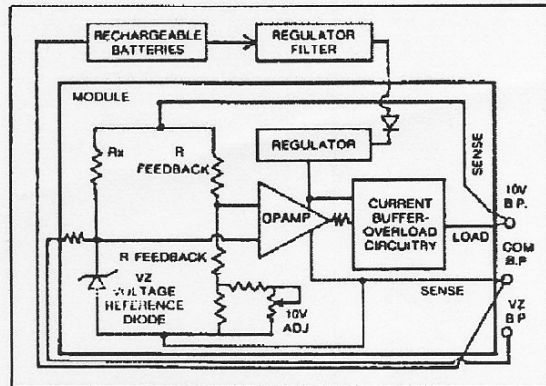 RECHARGEABLE
BATTERIES
REGULATOR
FILTER
MODULE
Rx
R
FEEDBACK
REGULATOR
SENSE
OPAMP
CURRENT
BUFFER-
OVERLOAD
CIRCUITRY
LOAD
10V
B.P.
COM
B.P.
R FEEDBACK
VZ
VOLTAGE
REFERENCE
DIODE
10V
ADJ
SENSE
VZ
B.P